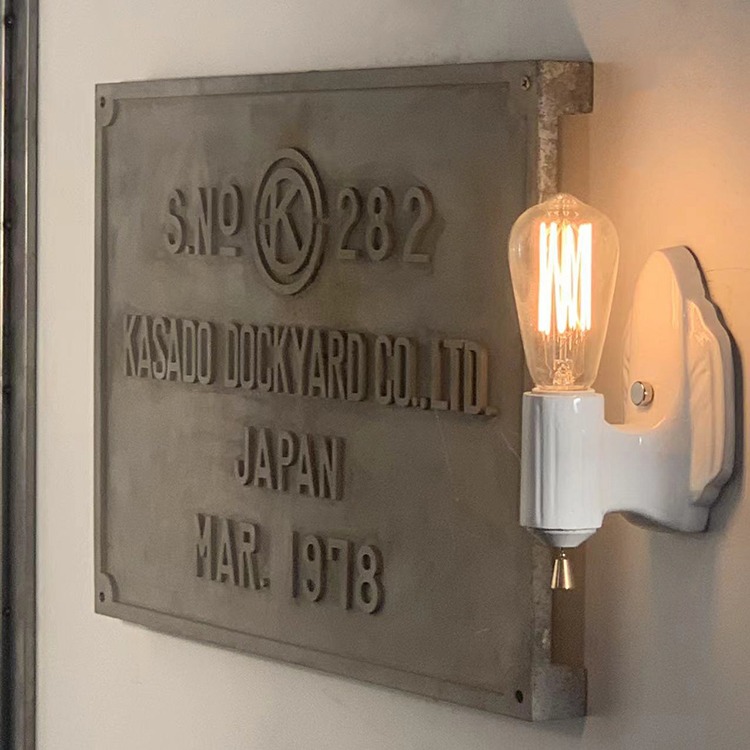 S.Nº K 282
KASADO DOCKYARD CO.,LTD.
JAPAN
MAR. 1978